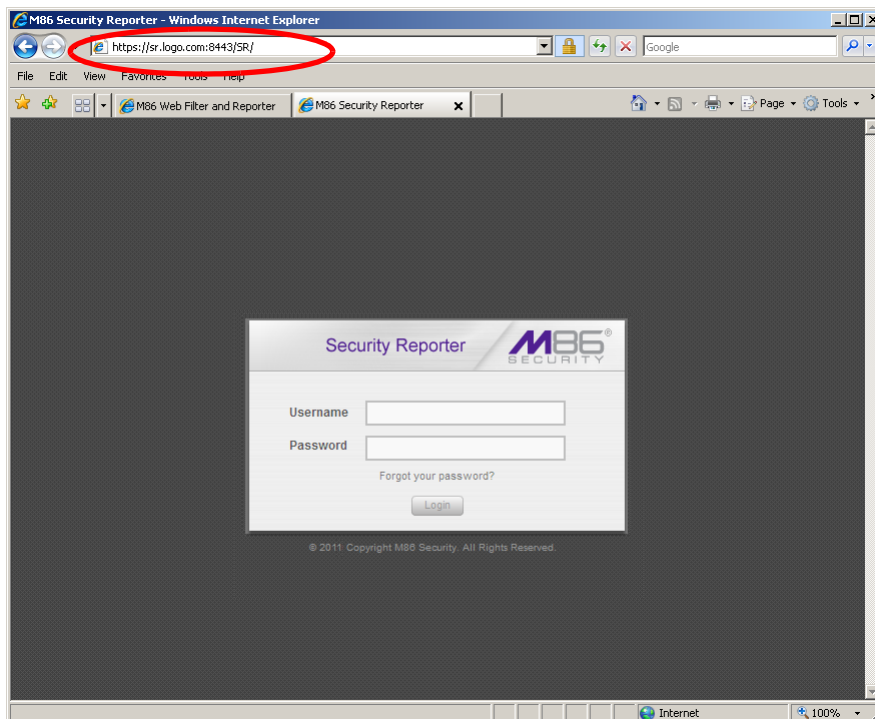 M86 Security Reporter - Windows Internet Explorer
https://sr.logo.com:8443/SR/
Google
File Edit View Favorites Tools Help
M86 Web Filter and Reporter
M86 Security Reporter
Page
Tools
Security Reporter
M86®
SECURITY
Username
Password
Forgot your password?
Login
© 2011 Copyright M86 Security. All Rights Reserved.
Internet
100%